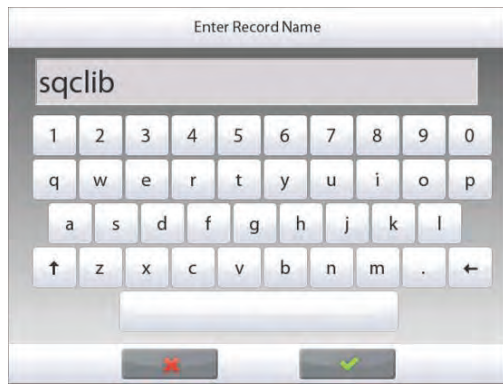 Enter Record Name
sqclib
1 2 3 4 5 6 7 8 9 0
q w e r t y u i o p
a s d f g h j k l
↑ z x c v b n m . ←